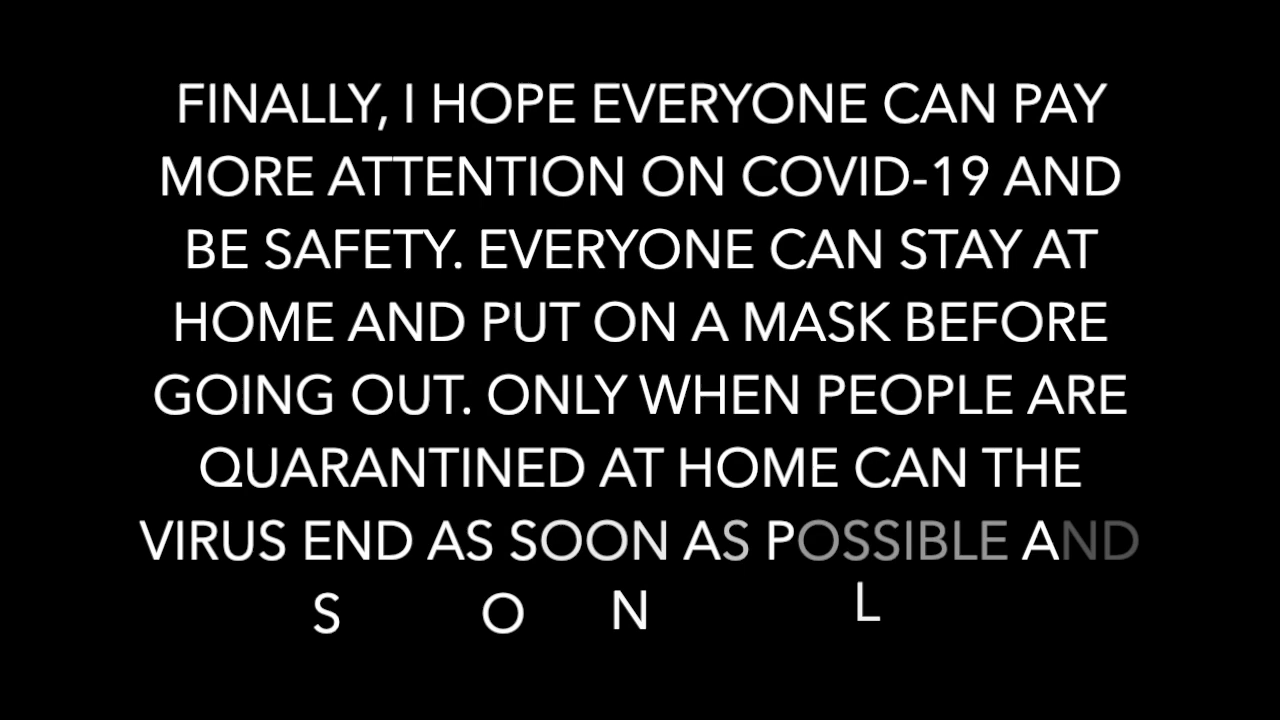 FINALLY, I HOPE EVERYONE CAN PAY
MORE ATTENTION ON COVID-19 AND
BE SAFETY. EVERYONE CAN STAY AT
HOME AND PUT ON A MASK BEFORE
GOING OUT. ONLY WHEN PEOPLE ARE
QUARANTINED AT HOME CAN THE
VIRUS END AS SOON AS POSSIBLE AND
S O N L